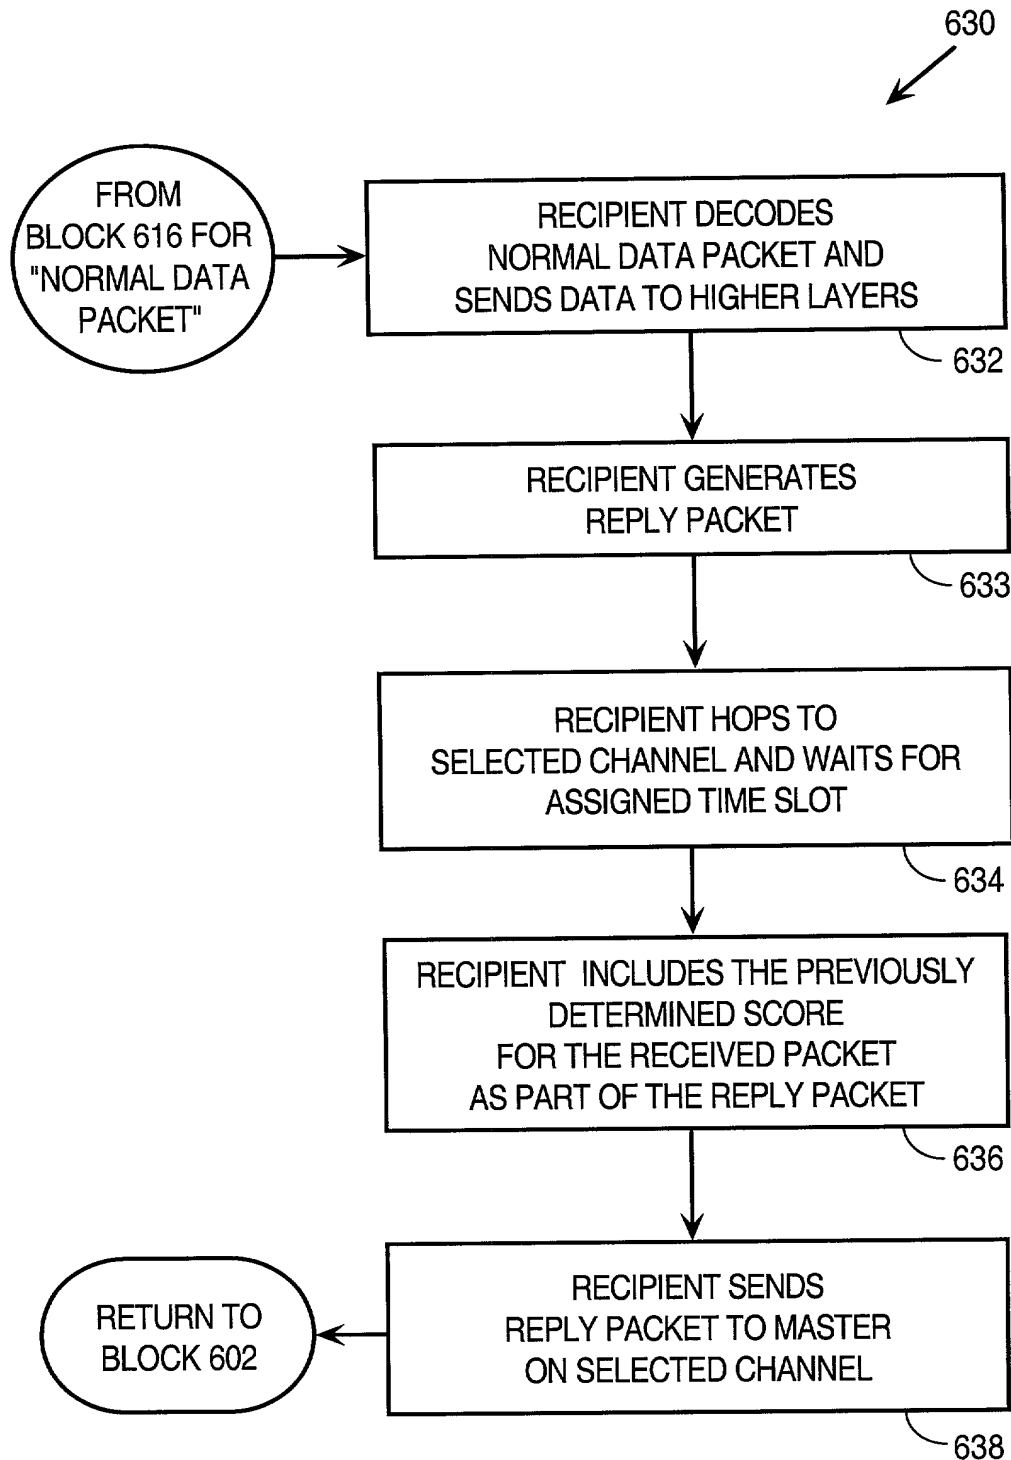 630
FROM
BLOCK 616 FOR
"NORMAL DATA
PACKET"
RECIPIENT DECODES
NORMAL DATA PACKET AND
SENDS DATA TO HIGHER LAYERS
632
RECIPIENT GENERATES
REPLY PACKET
633
RECIPIENT HOPS TO
SELECTED CHANNEL AND WAITS FOR
ASSIGNED TIME SLOT
634
RECIPIENT INCLUDES THE PREVIOUSLY
DETERMINED SCORE
FOR THE RECEIVED PACKET
AS PART OF THE REPLY PACKET
636
RECIPIENT SENDS
REPLY PACKET TO MASTER
ON SELECTED CHANNEL
638
RETURN TO
BLOCK 602